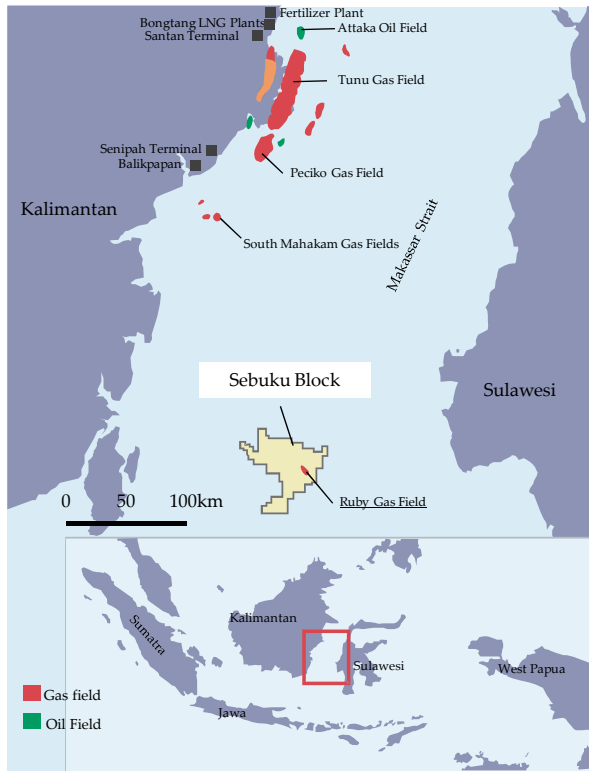 Fertilizer Plant
Bongtang LNG Plants
Santan Terminal
Attaka Oil Field
Tunu Gas Field
Senipah Terminal
Balikpapan
Peciko Gas Field
Kalimantan
South Mahakam Gas Fields
Makassar Strait
Sebuku Block
Sulawesi
0 50 100km
Ruby Gas Field
Kalimantan
Sumatra
Sulawesi
West Papua
Gas field
Jawa
Oil Field